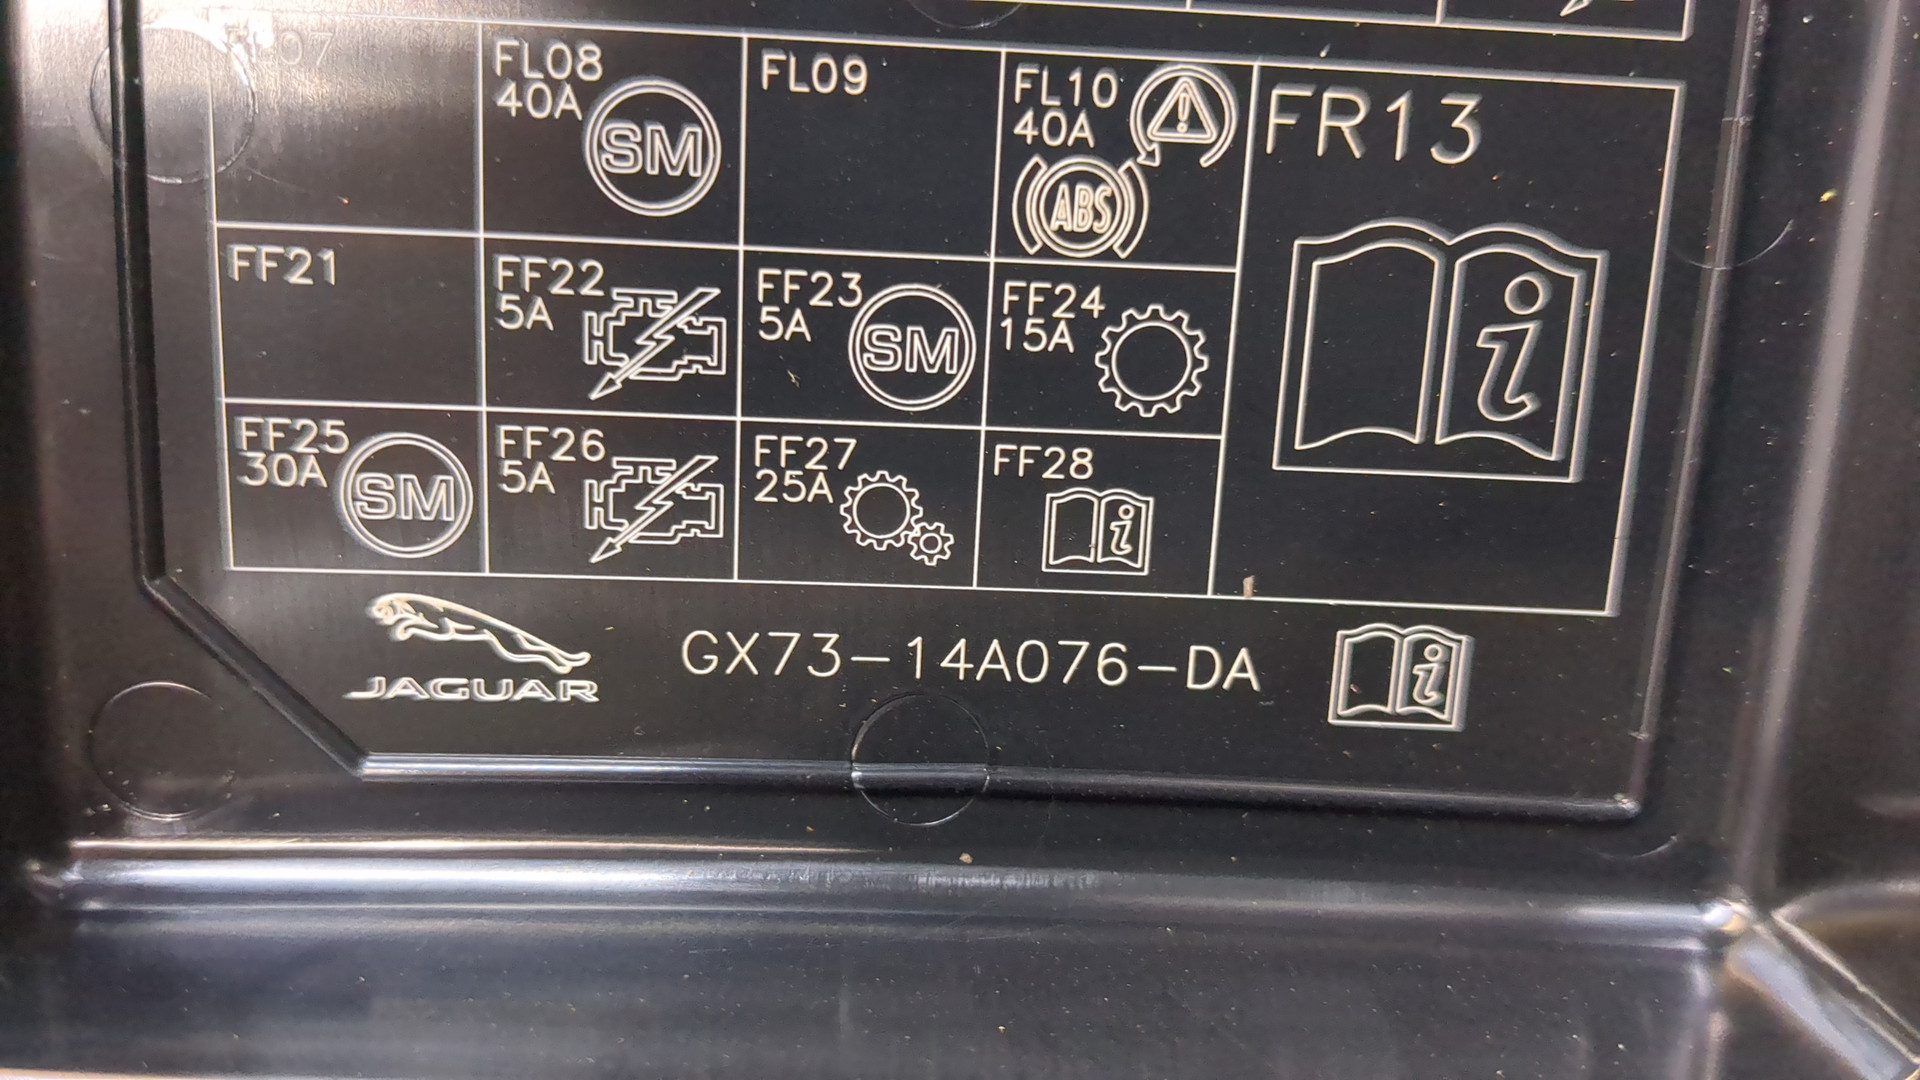 FL07
FL08
40A
SM
FL09
FL10
40A
ABS
FR13
i
FF21
FF22
5A
FF23
5A
SM
FF24
15A
FF25
30A
SM
FF26
5A
FF27
25A
FF28
i
JAGUAR
GX73-14A076-DA
i